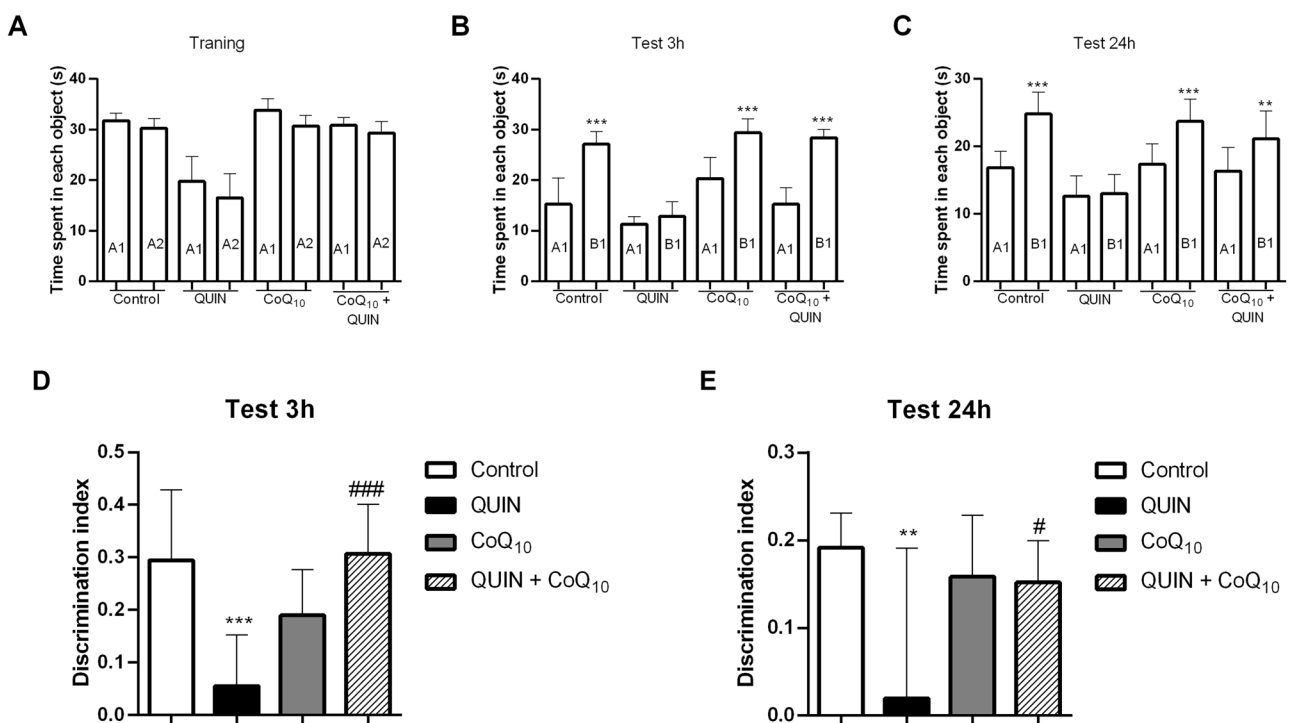 A
Traning
Time spent in each object (s)
40
30
20
10
0
A1 A2 A1 A2 A1 A2 A1 A2
Control QUIN CoQ10 CoQ10 +
QUIN
B
Test 3h
Time spent in each object (s)
40
30
20
10
0
*** *** ***
A1 B1 A1 B1 A1 B1 A1 B1
Control QUIN CoQ10 CoQ10 +
QUIN
C
Test 24h
Time spent in each object (s)
30
20
10
0
*** *** **
A1 B1 A1 B1 A1 B1 A1 B1
Control QUIN CoQ10 CoQ10 +
QUIN
D
Test 3h
Discrimination index
0.5
0.4
0.3
0.2
0.1
0.0
***
###
Control
QUIN
CoQ10
QUIN + CoQ10
E
Test 24h
Discrimination index
0.3
0.2
0.1
0.0
**
#
Control
QUIN
CoQ10
QUIN + CoQ10